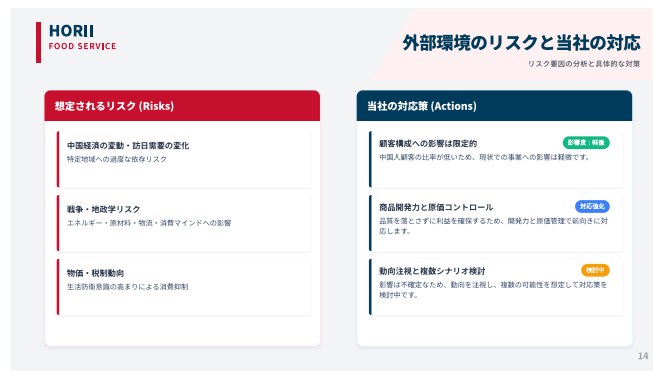 HORII
FOOD SERVICE
外部環境のリスクと当社の対応
リスク要因の分析と具体的な対策
想定されるリスク (Risks)
中国経済の変動・訪日需要の変化
特定地域への過度な依存リスク
戦争・地政学リスク
エネルギー・原材料・物流・消費マインドへの影響
物価・税制動向
生活防衛意識の高まりによる消費抑制
当社の対応策 (Actions)
顧客構成への影響は限定的
影響度：軽微
中国人顧客の比率が低いため、現状での事業への影響は軽微です。
商品開発力と原価コントロール
対応強化
品質を落とさずに利益を確保するため、開発力と原価管理で前向きに対
応します。
動向注視と複数シナリオ検討
検討中
影響は不確定なため、動向を注視し、複数の可能性を想定して対応策を
検討中です。
14